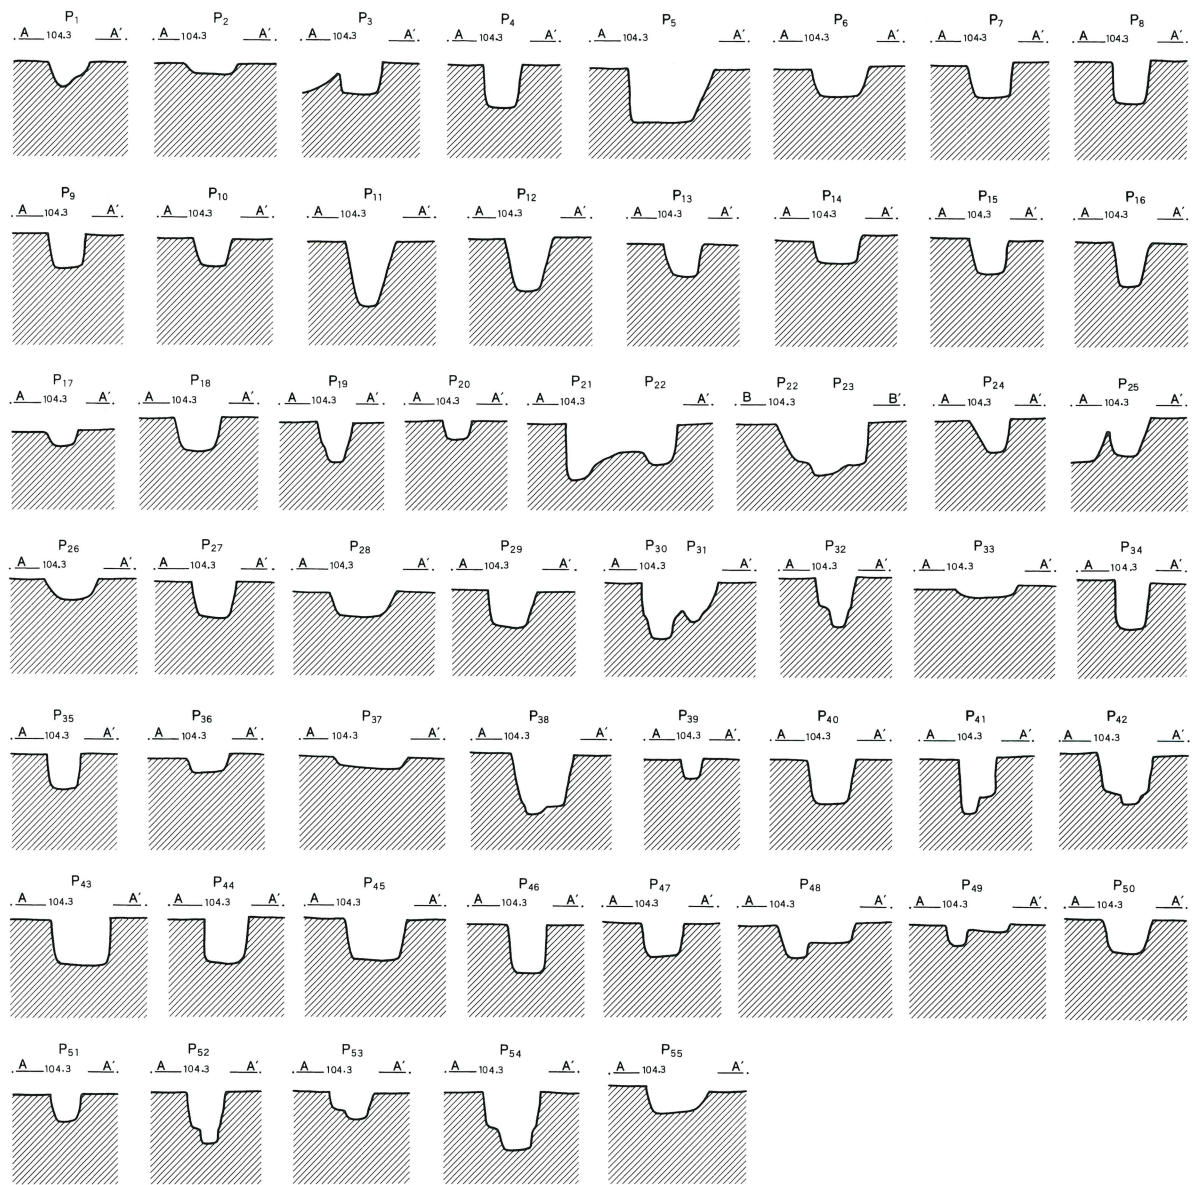 P1 P2 P3 P4 P5 P6 P7 P8
A 104.3 A′ A 104.3 A′ A 104.3 A′ A 104.3 A′ A 104.3 A′ A 104.3 A′ A 104.3 A′ A 104.3 A′
P9 P10 P11 P12 P13 P14 P15 P16
A 104.3 A′ A 104.3 A′ A 104.3 A′ A 104.3 A′ A 104.3 A′ A 104.3 A′ A 104.3 A′ A 104.3 A′
P17 P18 P19 P20 P21 P22 P22 P23 P24 P25
A 104.3 A′ A 104.3 A′ A 104.3 A′ A 104.3 A′ A 104.3 A′ B 104.3 B′ A 104.3 A′ A 104.3 A′
P26 P27 P28 P29 P30 P31 P32 P33 P34
A 104.3 A′ A 104.3 A′ A 104.3 A′ A 104.3 A′ A 104.3 A′ A 104.3 A′ A 104.3 A′ A 104.3 A′
P35 P36 P37 P38 P39 P40 P41 P42
A 104.3 A′ A 104.3 A′ A 104.3 A′ A 104.3 A′ A 104.3 A′ A 104.3 A′ A 104.3 A′ A 104.3 A′
P43 P44 P45 P46 P47 P48 P49 P50
A 104.3 A′ A 104.3 A′ A 104.3 A′ A 104.3 A′ A 104.3 A′ A 104.3 A′ A 104.3 A′ A 104.3 A′
P51 P52 P53 P54 P55
A 104.3 A′ A 104.3 A′ A 104.3 A′ A 104.3 A′ A 104.3 A′